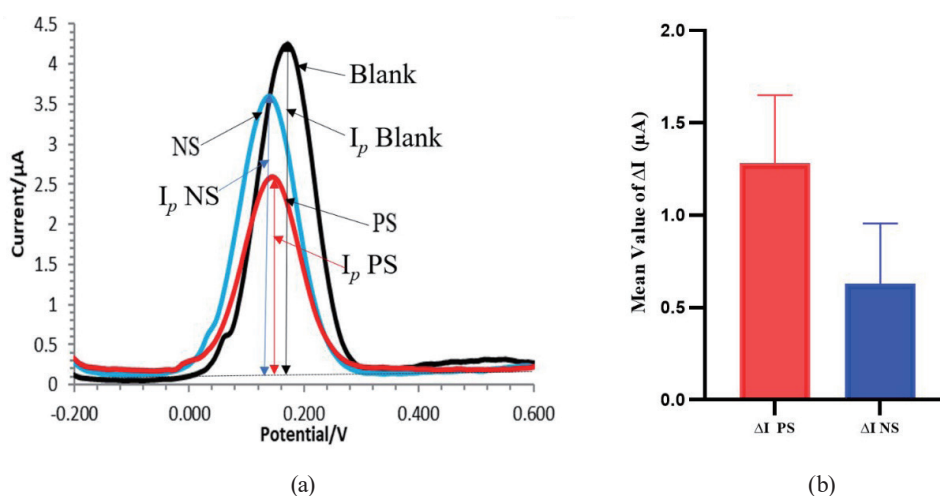 4.5
4
3.5
3
2.5
2
1.5
1
0.5
0
-0.200
0.000
0.200
0.400
0.600
Current/µA
Potential/V
Blank
NS
Ip Blank
Ip NS
PS
Ip PS
(a)
2.0
1.5
1.0
0.5
0.0
Mean Value of ΔI (µA)
ΔI PS
ΔI NS
(b)